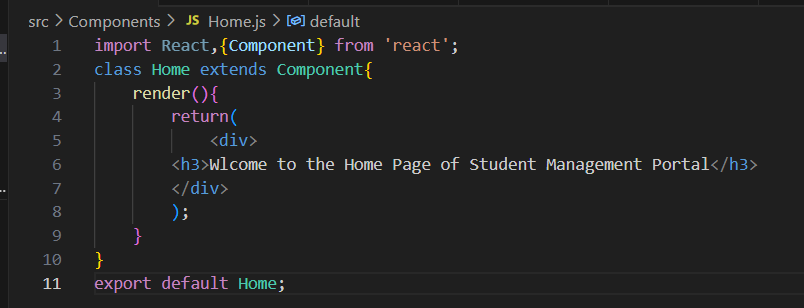 src > Components > JS Home.js > default
1 import React,{Component} from 'react';
2 class Home extends Component{
3 render(){
4 return(
5 <div>
6 <h3>Wlcome to the Home Page of Student Management Portal</h3>
7 </div>
8 );
9 }
10 }
11 export default Home;